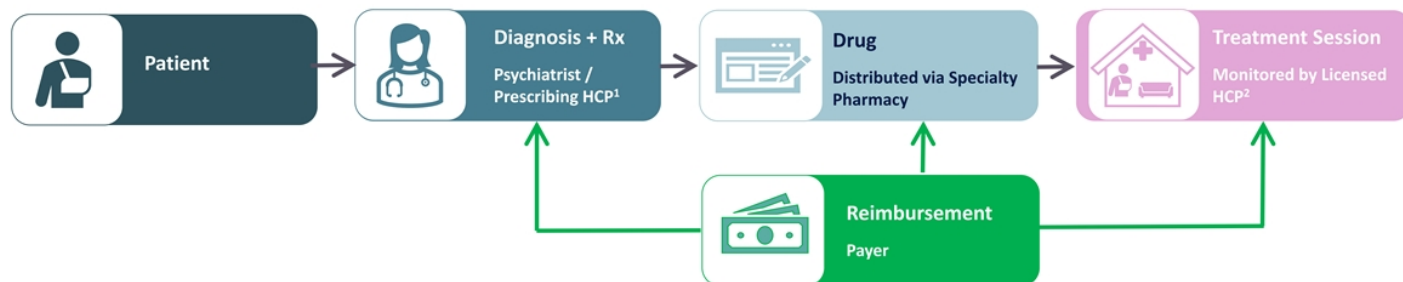 Patient
Diagnosis + Rx
Psychiatrist /
Prescribing HCP¹
Drug
Distributed via Specialty
Pharmacy
Treatment Session
Monitored by Licensed
HCP²
Reimbursement
Payer